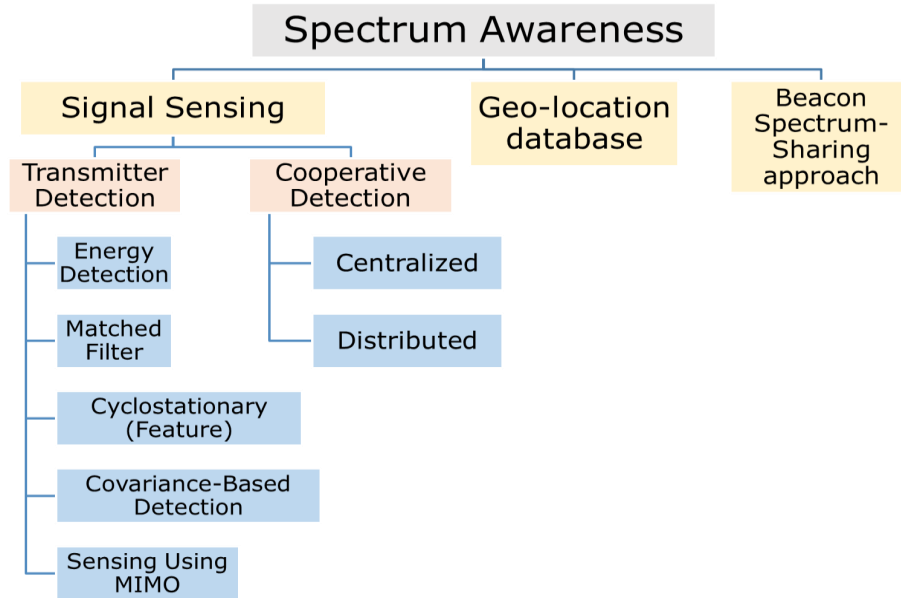 Spectrum Awareness
Signal Sensing
Geo-location
database
Beacon
Spectrum-
Sharing
approach
Transmitter
Detection
Cooperative
Detection
Energy
Detection
Matched
Filter
Cyclostationary
(Feature)
Covariance-Based
Detection
Sensing Using
MIMO
Centralized
Distributed